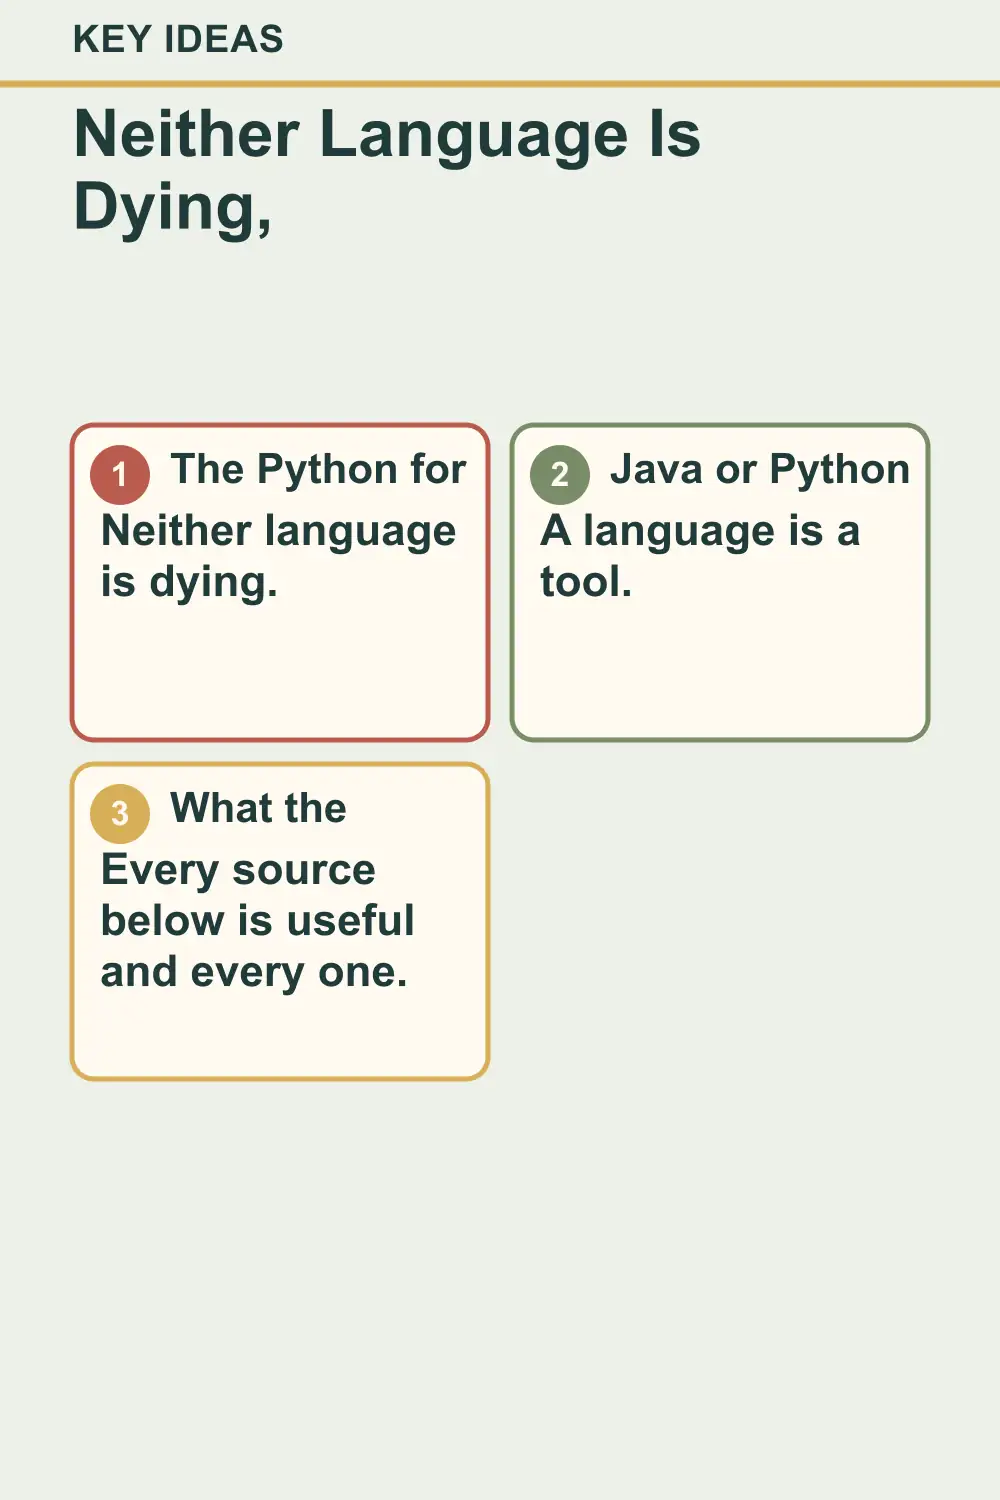 KEY IDEAS
Neither Language Is
Dying,
1 The Python for
Neither language
is dying.
2 Java or Python
A language is a
tool.
3 What the
Every source
below is useful
and every one.